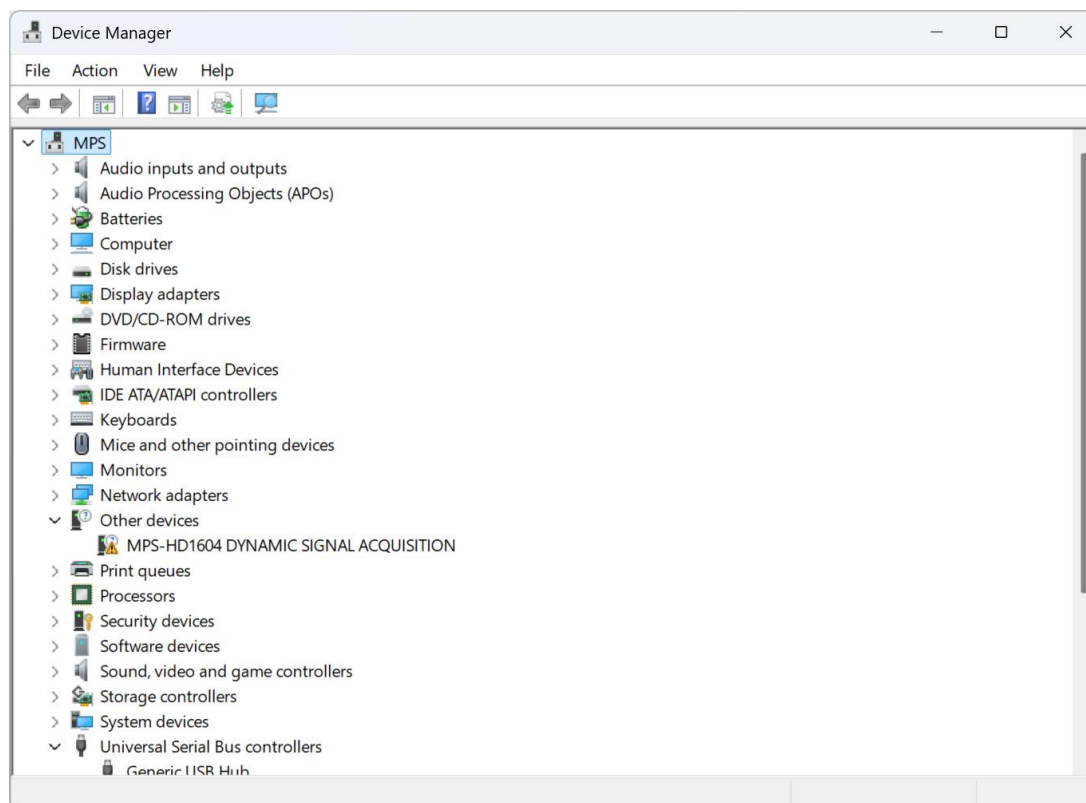 Device Manager
File Action View Help
MPS
Audio inputs and outputs
Audio Processing Objects (APOs)
Batteries
Computer
Disk drives
Display adapters
DVD/CD-ROM drives
Firmware
Human Interface Devices
IDE ATA/ATAPI controllers
Keyboards
Mice and other pointing devices
Monitors
Network adapters
Other devices
MPS-HD1604 DYNAMIC SIGNAL ACQUISITION
Print queues
Processors
Security devices
Software devices
Sound, video and game controllers
Storage controllers
System devices
Universal Serial Bus controllers
Generic USB Hub